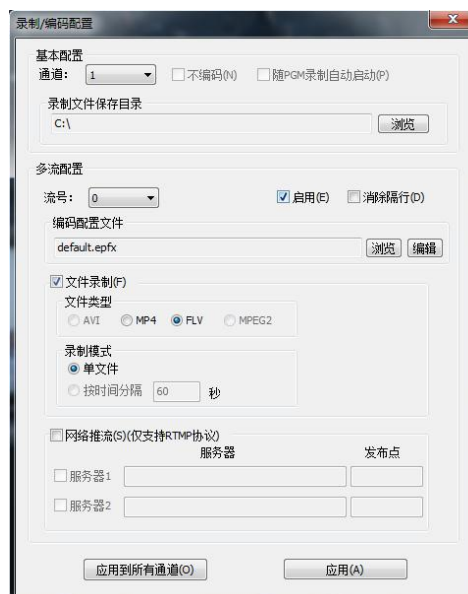 录制/编码配置
基本配置
通道： 1 不编码(N) 随PGM录制自动启动(P)
录制文件保存目录
C:\ 浏览
多流配置
流号： 0 启用(E) 消除隔行(D)
编码配置文件
default.epfx 浏览 编辑
文件录制(F)
文件类型
AVI MP4 FLV MPEG2
录制模式
单文件
按时间分隔 60 秒
网络推流(S)(仅支持RTMP协议)
服务器 发布点
服务器1
服务器2
应用到所有通道(O) 应用(A)